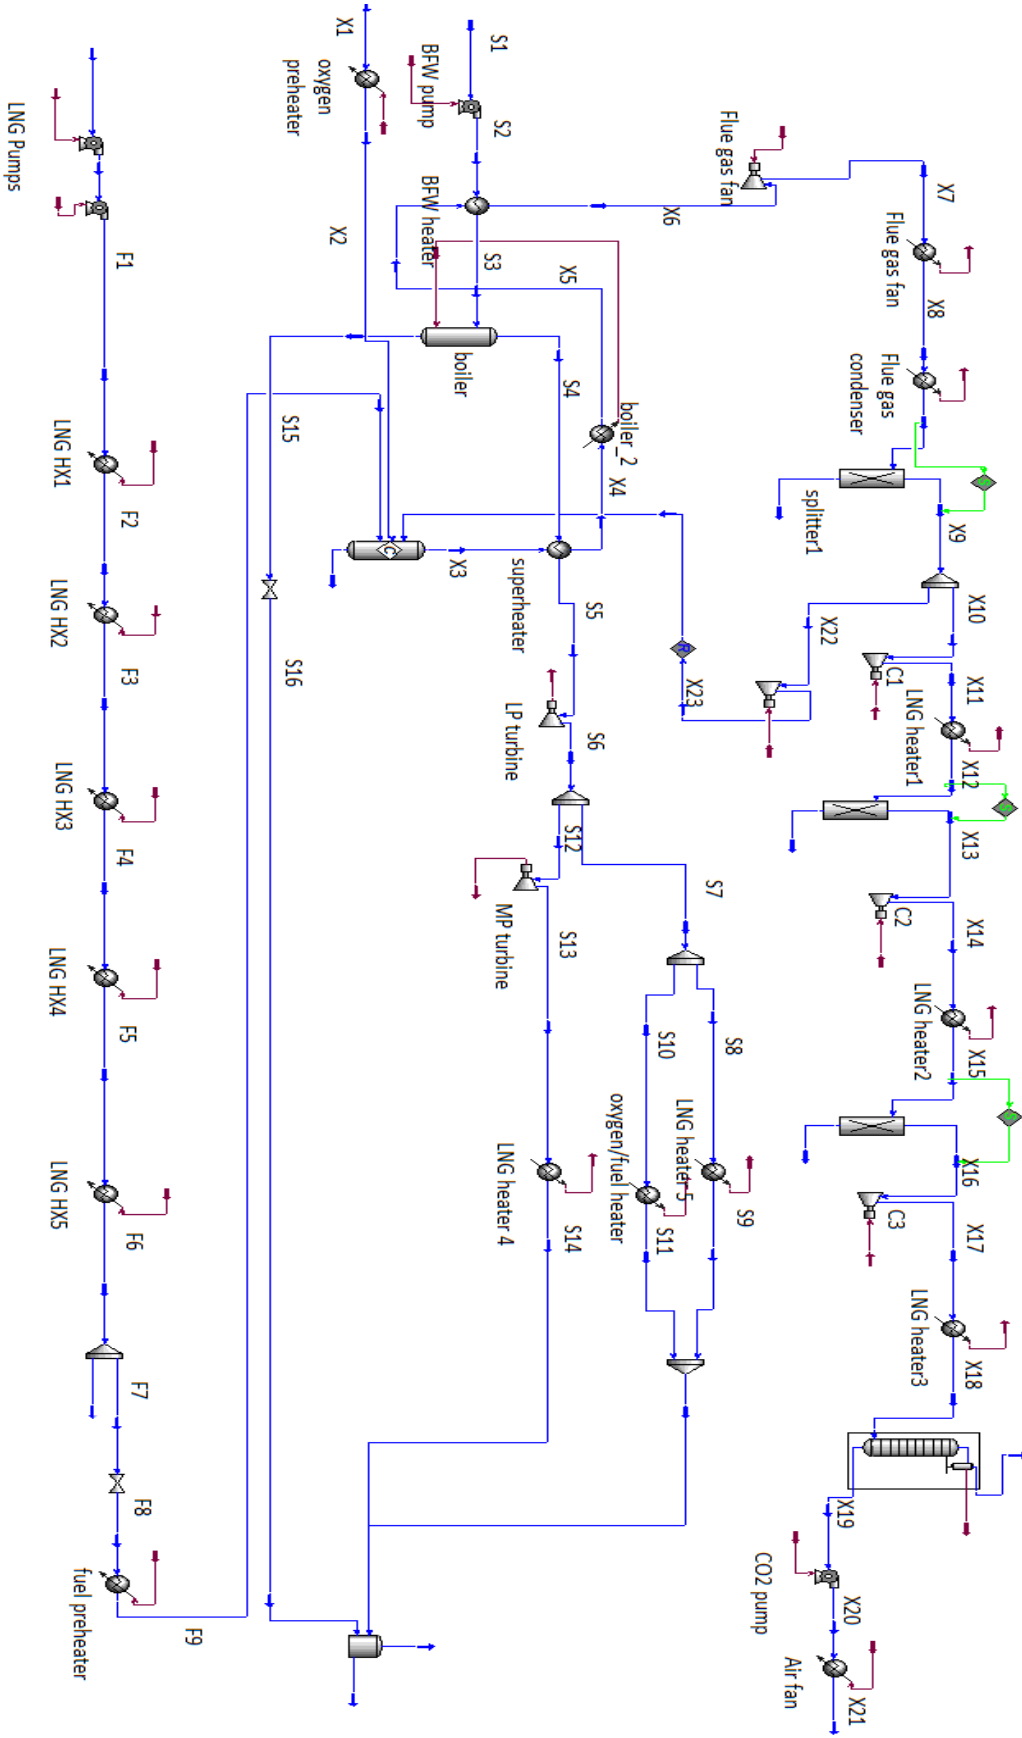 X1
oxygen
preheater
X2
S1
BFW pump
S2
BFW heater
S3
X5
boiler
S4
boiler_2
X4
S15
S16
C
X3
superheater
S5
LP turbine
S6
S12
S7
MP turbine
S13
S8
S10
LNG heater 5
oxygen/fuel heater
S9
S11
LNG heater 4
S14
Flue gas fan
X6
X7
Flue gas fan
X8
Flue gas
condenser
splitter1
S
X9
X10
X22
X23
R
C1
X11
LNG heater1
X12
S
X13
C2
X14
LNG heater2
X15
S
X16
C3
X17
LNG heater3
X18
X19
CO2 pump
X20
Air fan
X21
LNG Pumps
F1
LNG HX1
F2
LNG HX2
F3
LNG HX3
F4
LNG HX4
F5
LNG HX5
F6
F7
F8
fuel preheater
F9